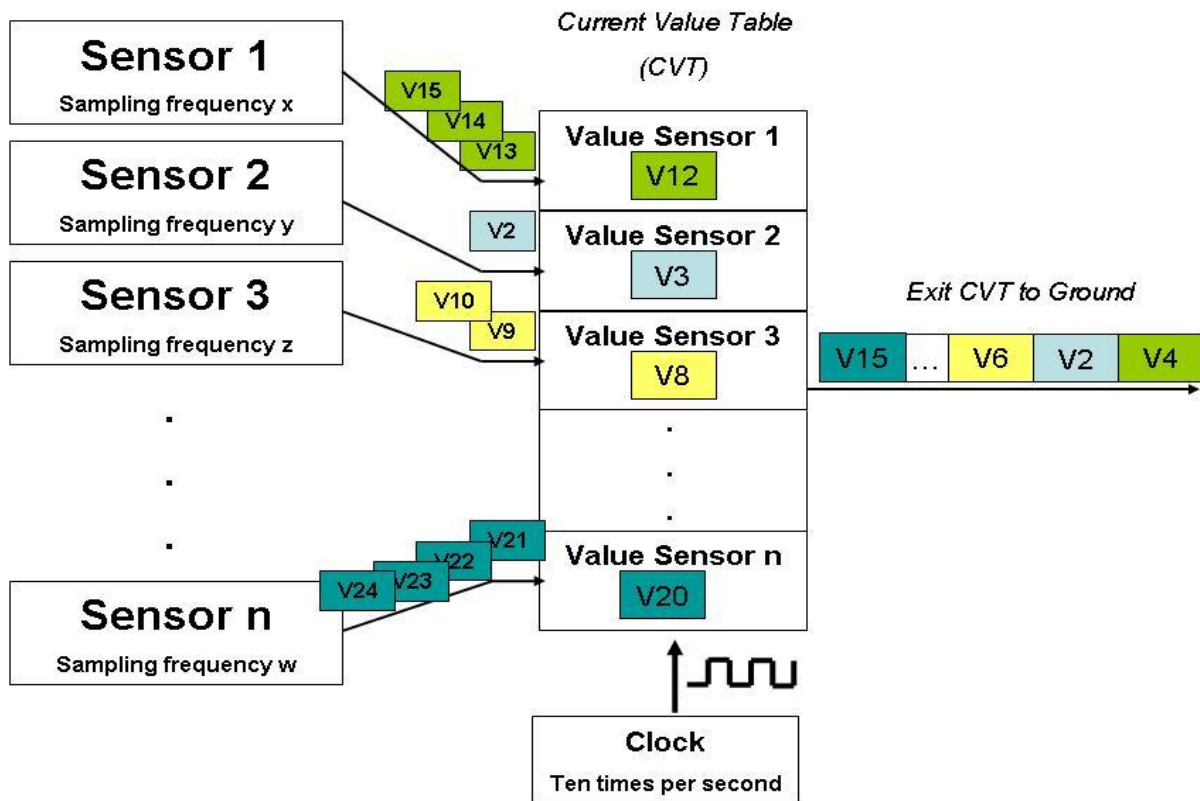 Sensor 1
Sampling frequency x
Sensor 2
Sampling frequency y
Sensor 3
Sampling frequency z
.
.
.
Sensor n
Sampling frequency w
V15
V14
V13
V2
V10
V9
V21
V22
V23
V24
Current Value Table
(CVT)
Value Sensor 1
V12
Value Sensor 2
V3
Value Sensor 3
V8
.
.
.
Value Sensor n
V20
Clock
Ten times per second
Exit CVT to Ground
V15 ... V6 V2 V4